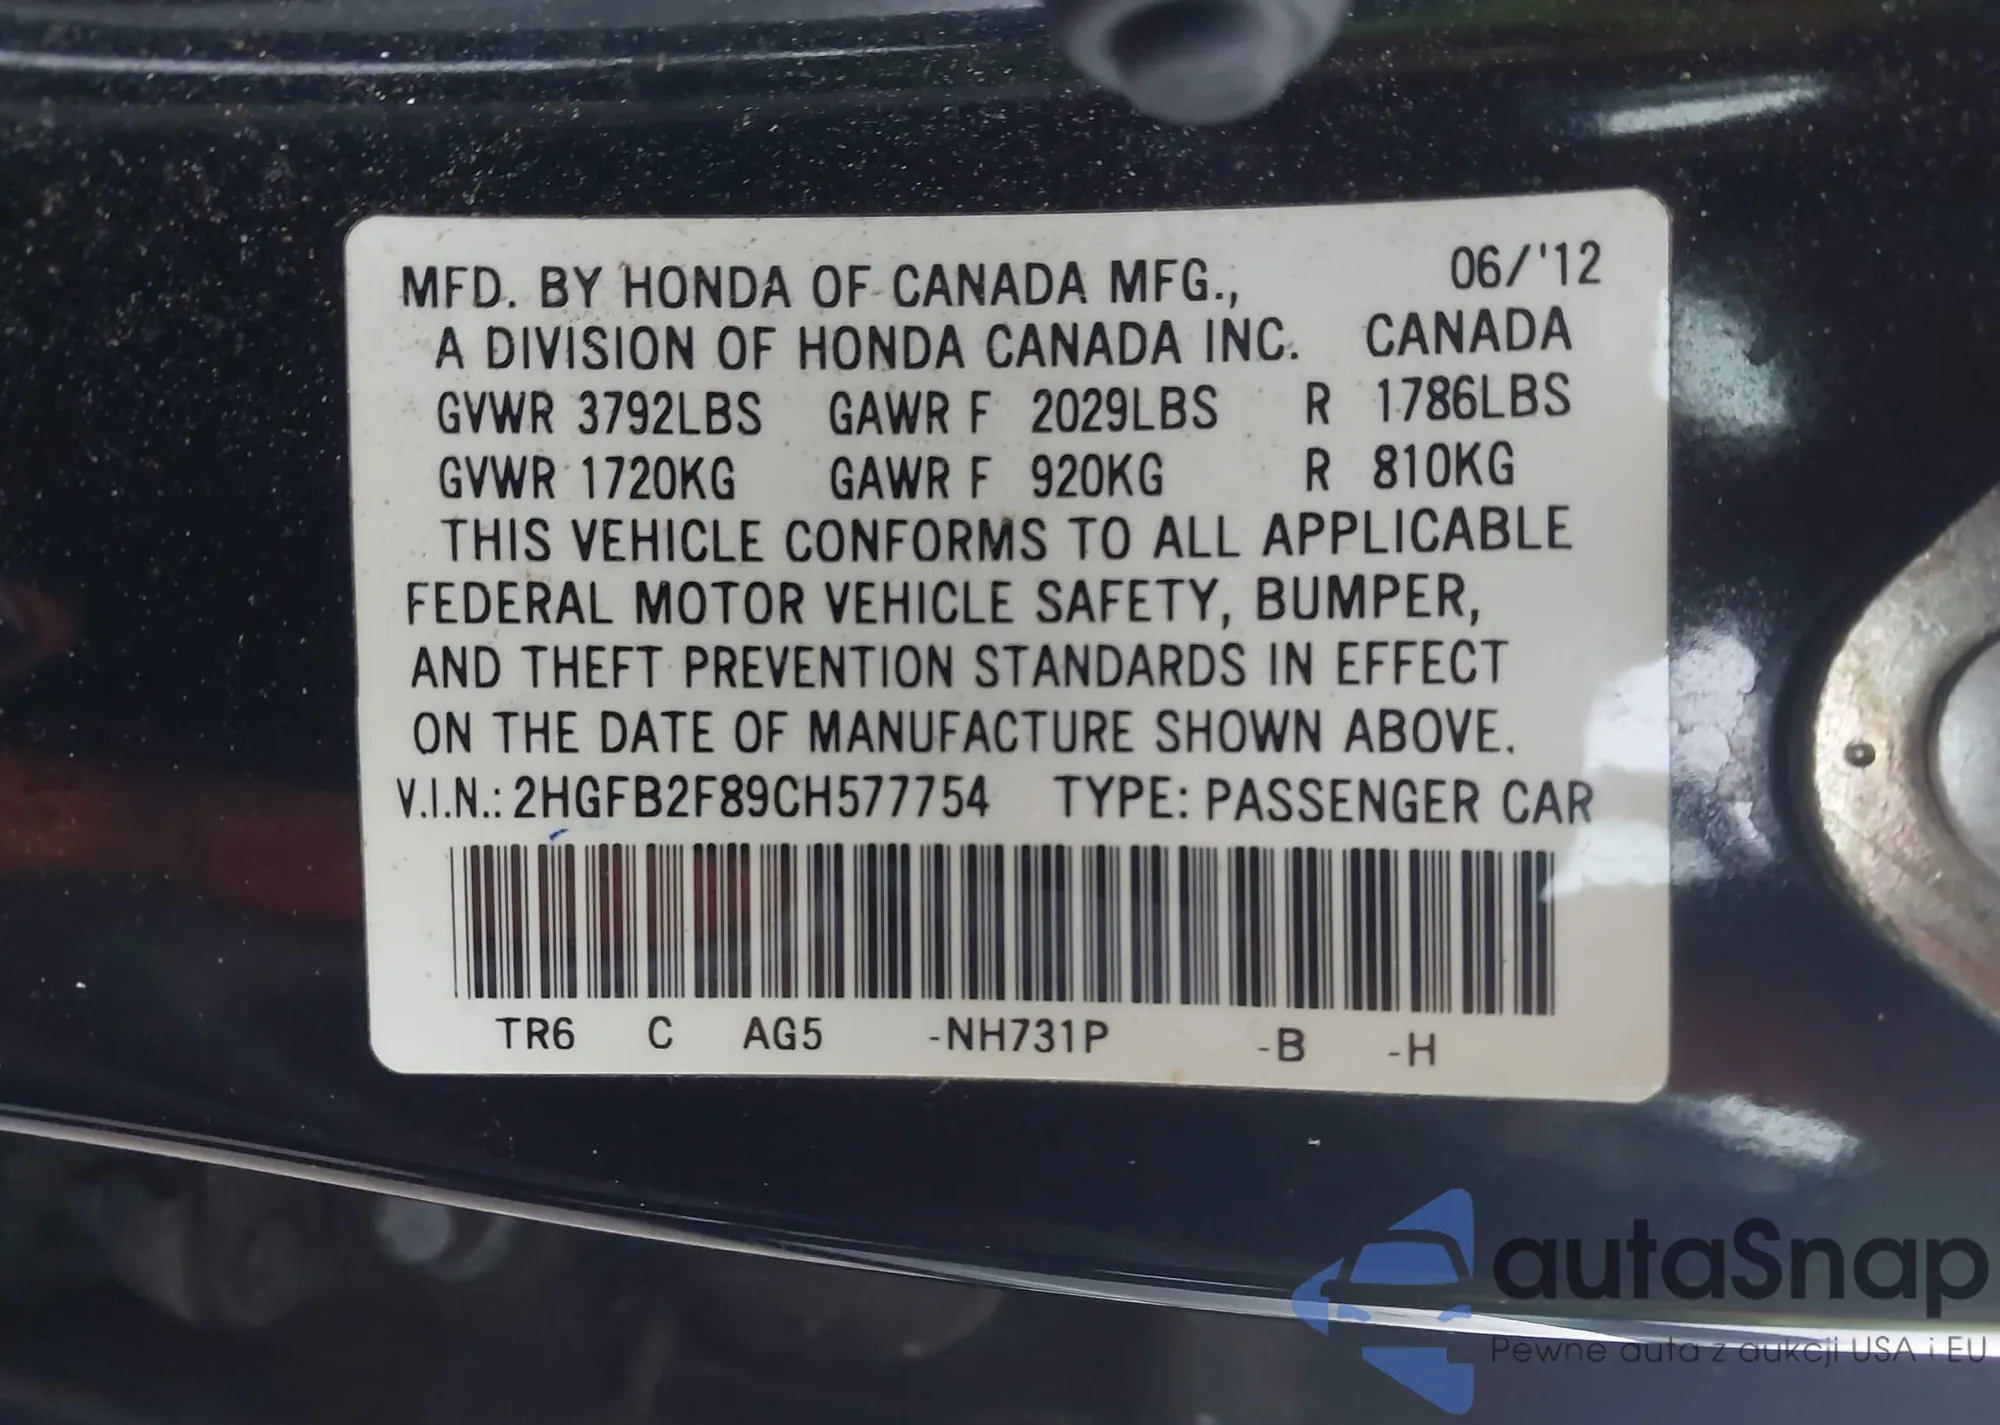 MFD. BY HONDA OF CANADA MFG., 06/'12
A DIVISION OF HONDA CANADA INC. CANADA
GVWR 3792LBS GAWR F 2029LBS R 1786LBS
GVWR 1720KG GAWR F 920KG R 810KG
THIS VEHICLE CONFORMS TO ALL APPLICABLE
FEDERAL MOTOR VEHICLE SAFETY, BUMPER,
AND THEFT PREVENTION STANDARDS IN EFFECT
ON THE DATE OF MANUFACTURE SHOWN ABOVE.
V.I.N.: 2HGFB2F89CH577754 TYPE: PASSENGER CAR
TR6 C AG5 -NH731P -B -H
autaSnap
Pewne auta z aukcji USA i EU